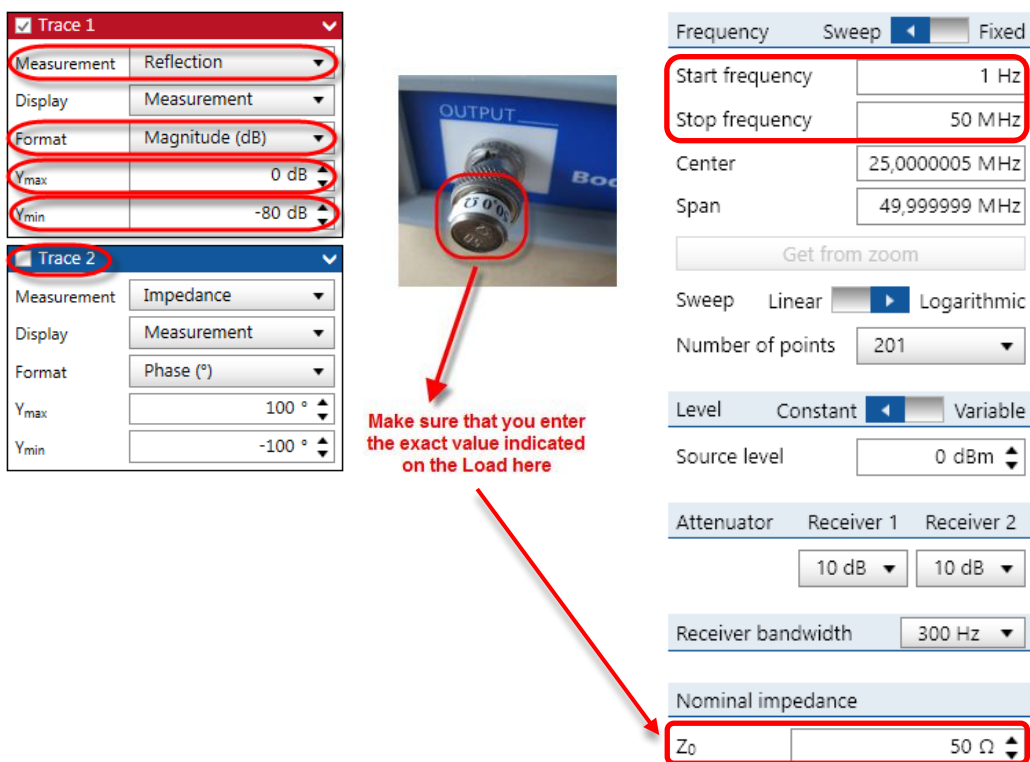 Trace 1
Measurement Reflection
Display Measurement
Format Magnitude (dB)
Ymax 0 dB
Ymin -80 dB
Trace 2
Measurement Impedance
Display Measurement
Format Phase (°)
Ymax 100 °
Ymin -100 °
OUTPUT
Bod
50,0 Ω
50
Ω
Make sure that you enter
the exact value indicated
on the Load here
Frequency Sweep Fixed
Start frequency 1 Hz
Stop frequency 50 MHz
Center 25,0000005 MHz
Span 49,999999 MHz
Get from zoom
Sweep Linear Logarithmic
Number of points 201
Level Constant Variable
Source level 0 dBm
Attenuator Receiver 1 Receiver 2
10 dB 10 dB
Receiver bandwidth 300 Hz
Nominal impedance
Z0 50 Ω